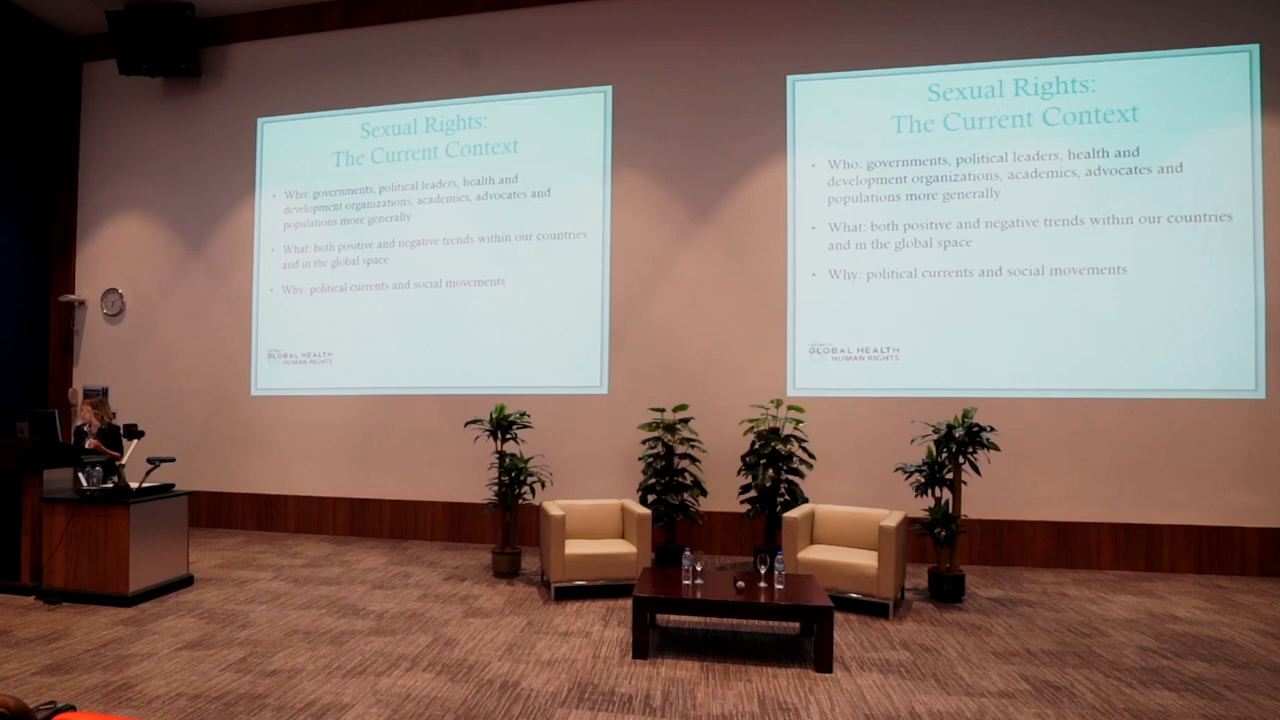 Sexual Rights:
The Current Context
• Who: governments, political leaders, health and
development organizations, academics, advocates and
populations more generally
• What: both positive and negative trends within our countries
and in the global space
• Why: political currents and social movements
GLOBAL HEALTH
HUMAN RIGHTS
Sexual Rights:
The Current Context
• Who: governments, political leaders, health and
development organizations, academics, advocates and
populations more generally
• What: both positive and negative trends within our countries
and in the global space
• Why: political currents and social movements
GLOBAL HEALTH
HUMAN RIGHTS